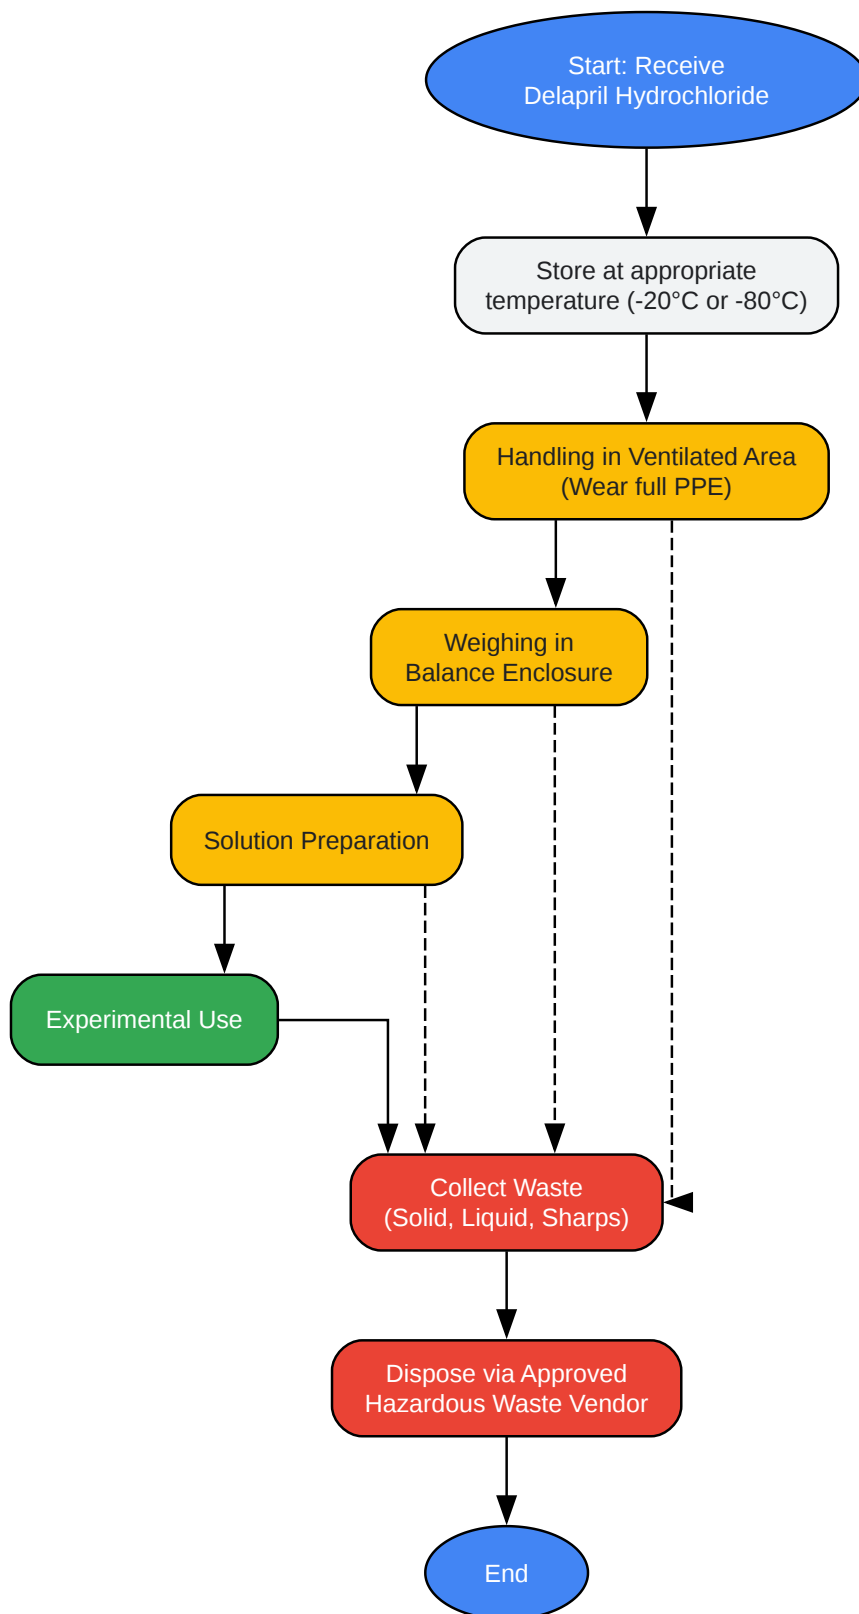 Start: Receive
Delapril Hydrochloride
Store at appropriate
temperature (-20°C or -80°C)
Handling in Ventilated Area
(Wear full PPE)
Weighing in
Balance Enclosure
Solution Preparation
Experimental Use
Collect Waste
(Solid, Liquid, Sharps)
Dispose via Approved
Hazardous Waste Vendor
End